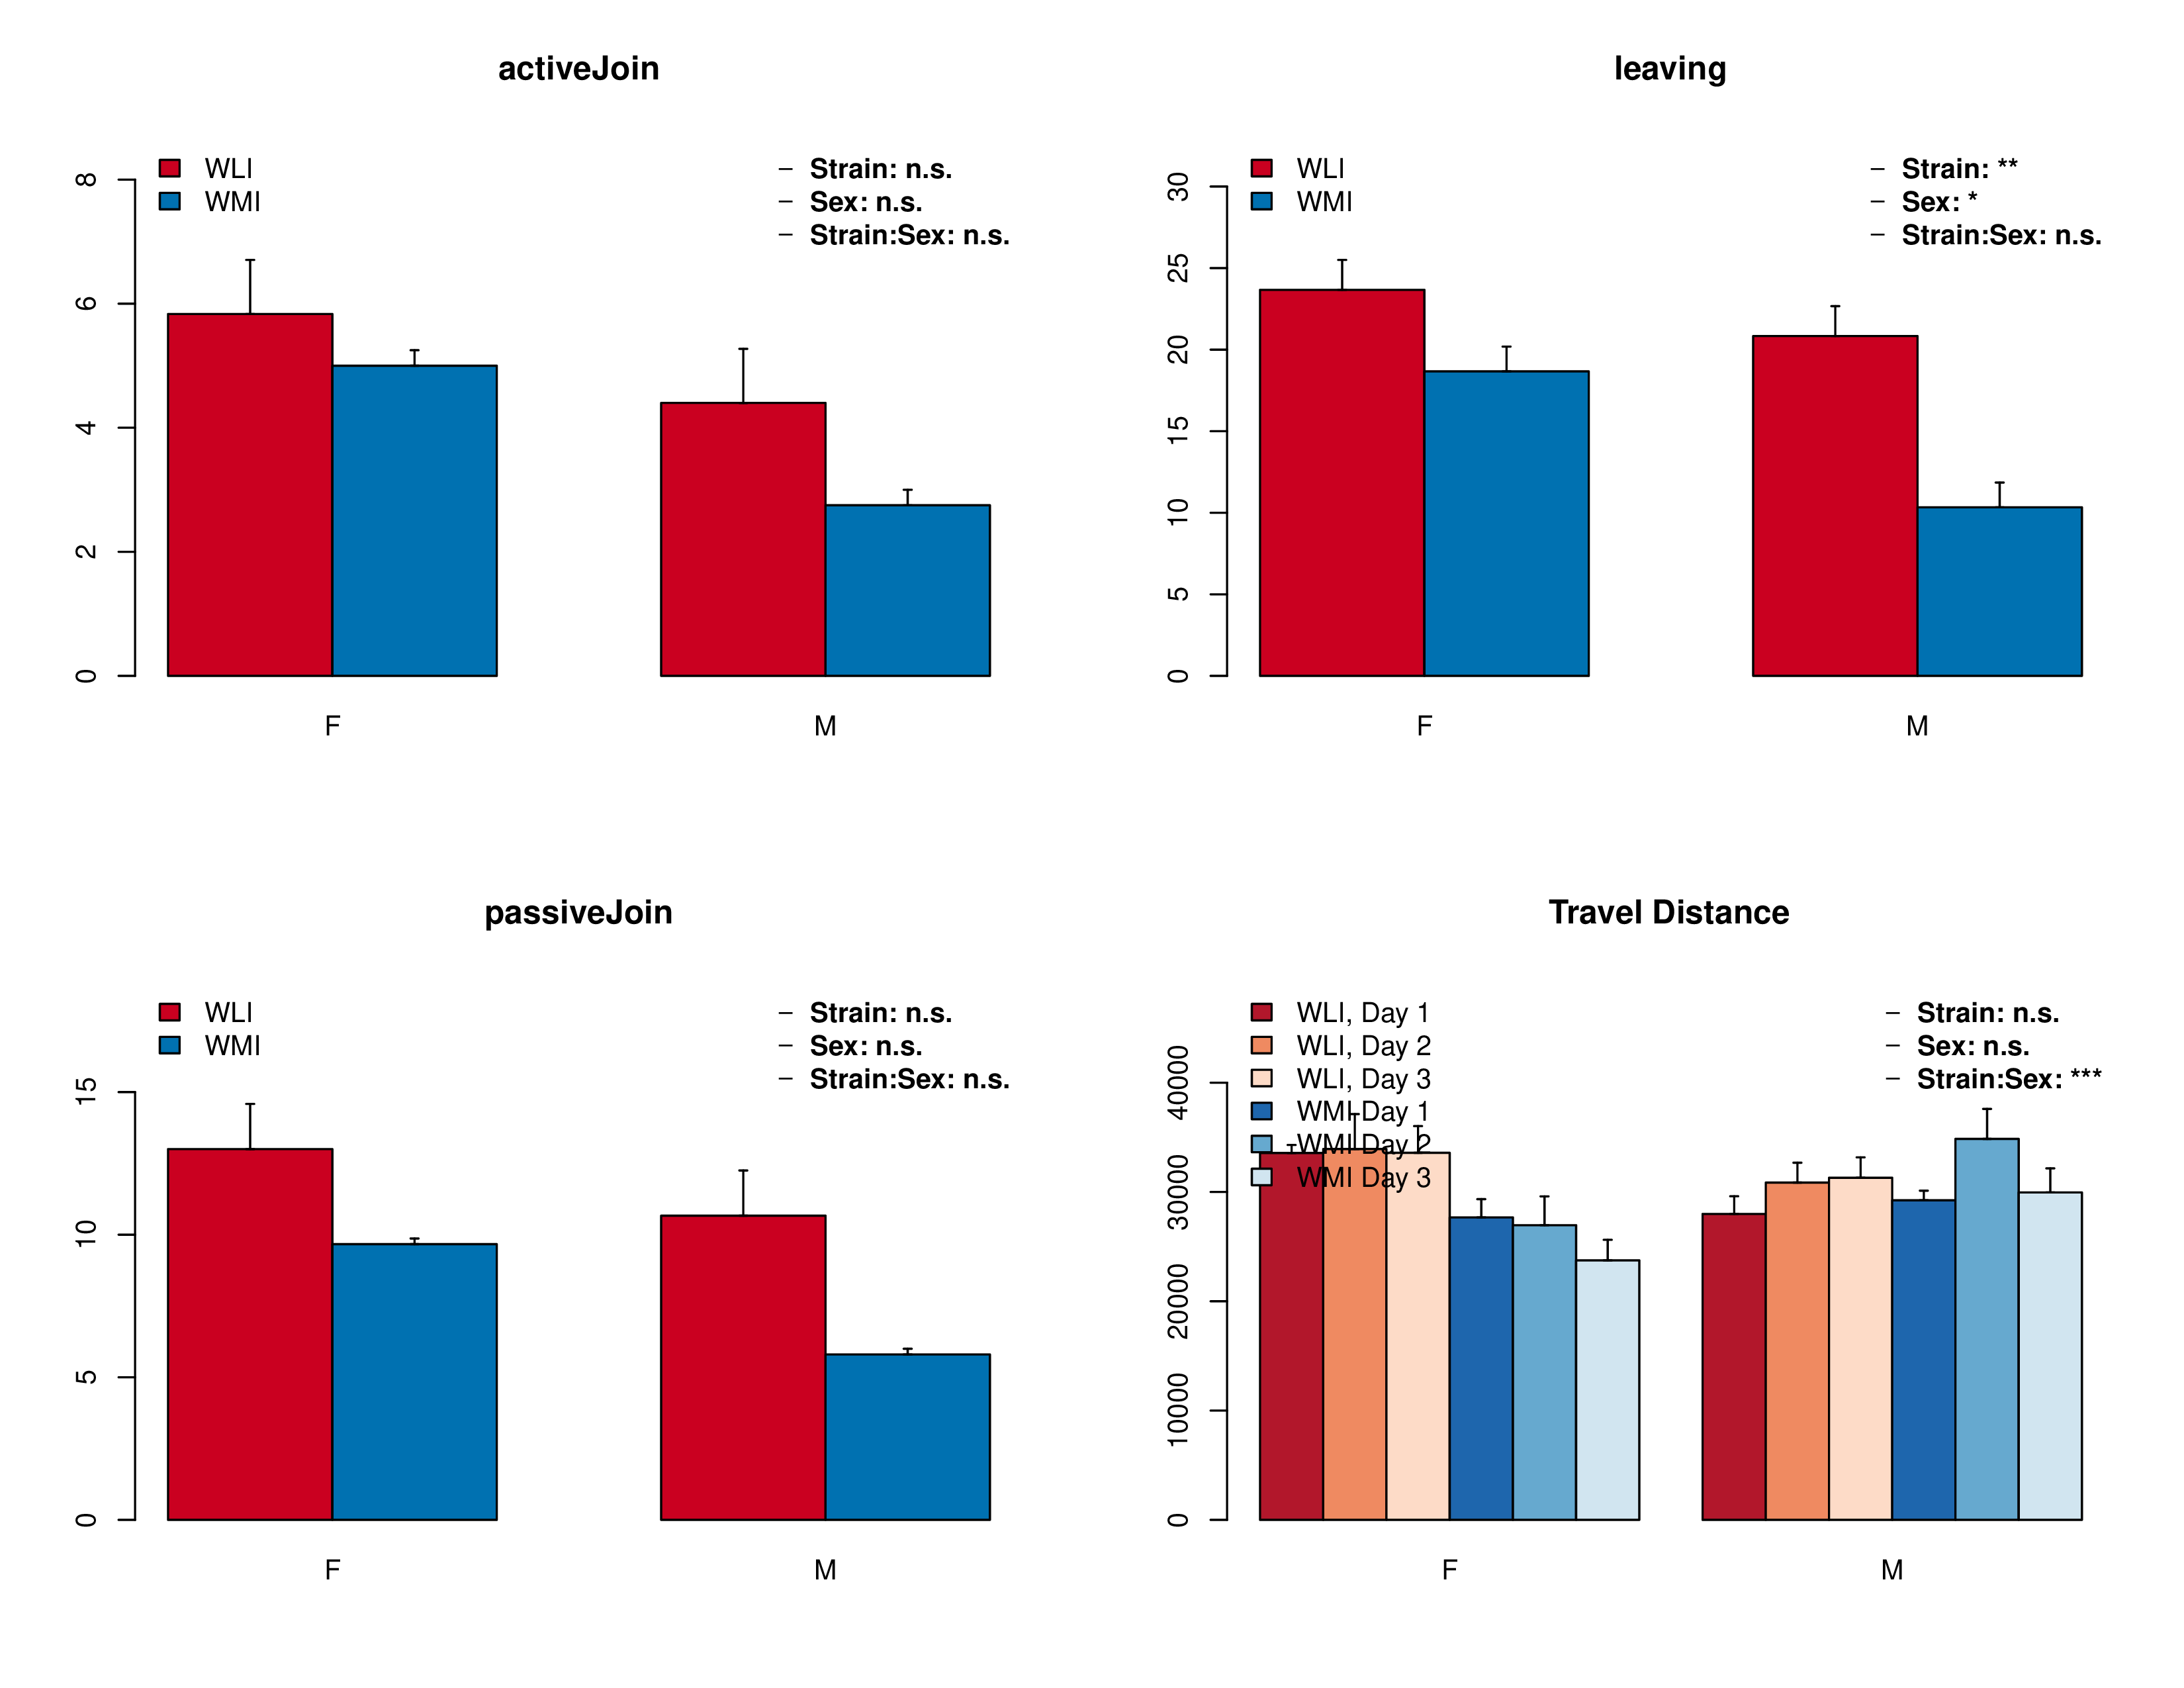 activeJoin
WLI
WMI
– Strain: n.s.
– Sex: n.s.
– Strain:Sex: n.s.
8
6
4
2
0
F
M
leaving
WLI
WMI
– Strain: **
– Sex: *
– Strain:Sex: n.s.
30
25
20
15
10
5
0
F
M
passiveJoin
WLI
WMI
– Strain: n.s.
– Sex: n.s.
– Strain:Sex: n.s.
15
10
5
0
F
M
Travel Distance
WLI, Day 1
WLI, Day 2
WLI, Day 3
WMI Day 1
WMI Day 2
WMI Day 3
– Strain: n.s.
– Sex: n.s.
– Strain:Sex: ***
40000
30000
20000
10000
0
F
M